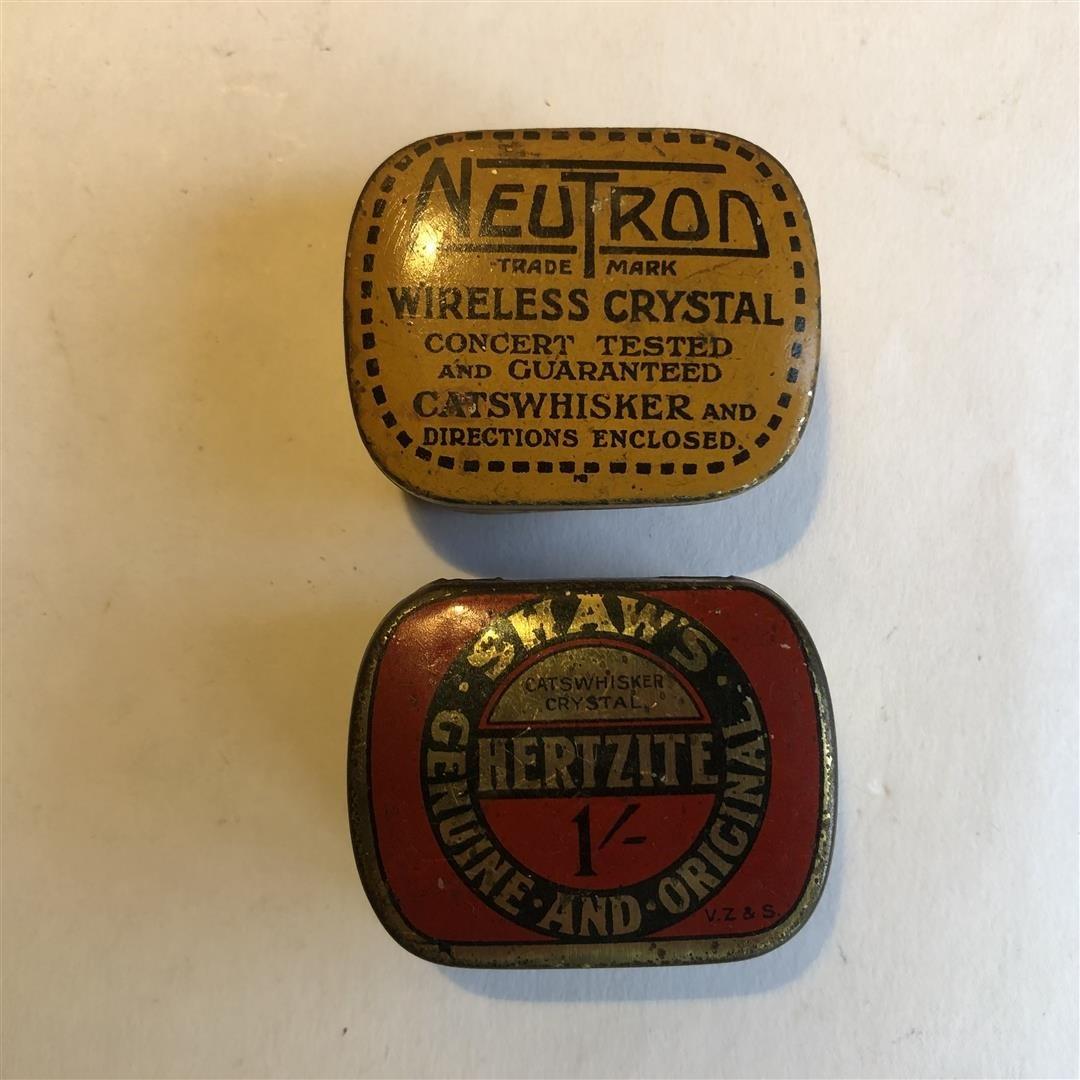 NEUTRON
TRADE MARK
WIRELESS CRYSTAL
CONCERT TESTED
AND GUARANTEED
CATSWHISKER AND
DIRECTIONS ENCLOSED.
SHAW'S
CATSWHISKER
CRYSTAL
HERTZITE
1/-
GENUINE · AND · ORIGINAL
V.Z & S.